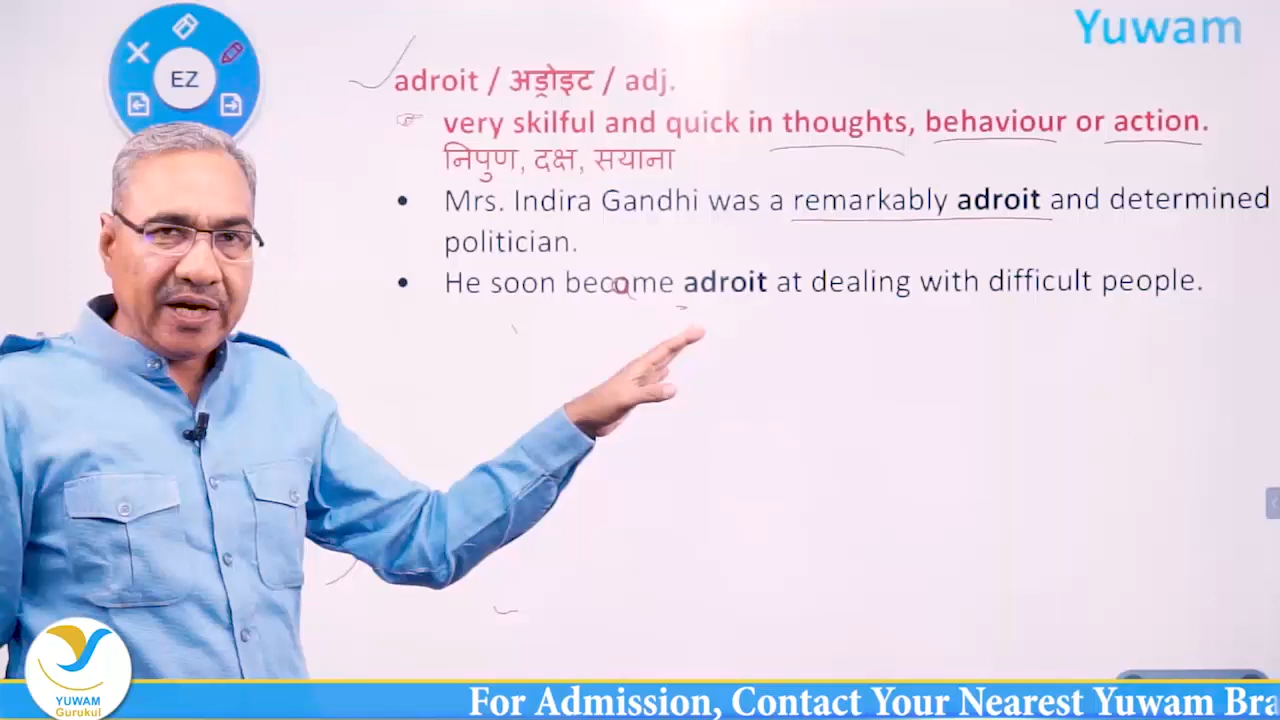 Yuwam
EZ
adroit / अड्रोइट / adj.
very skilful and quick in thoughts, behaviour or action.
निपुण, दक्ष, सयाना
• Mrs. Indira Gandhi was a remarkably adroit and determined
politician.
• He soon became adroit at dealing with difficult people.
YUWAM
Gurukul
For Admission, Contact Your Nearest Yuwam Bra